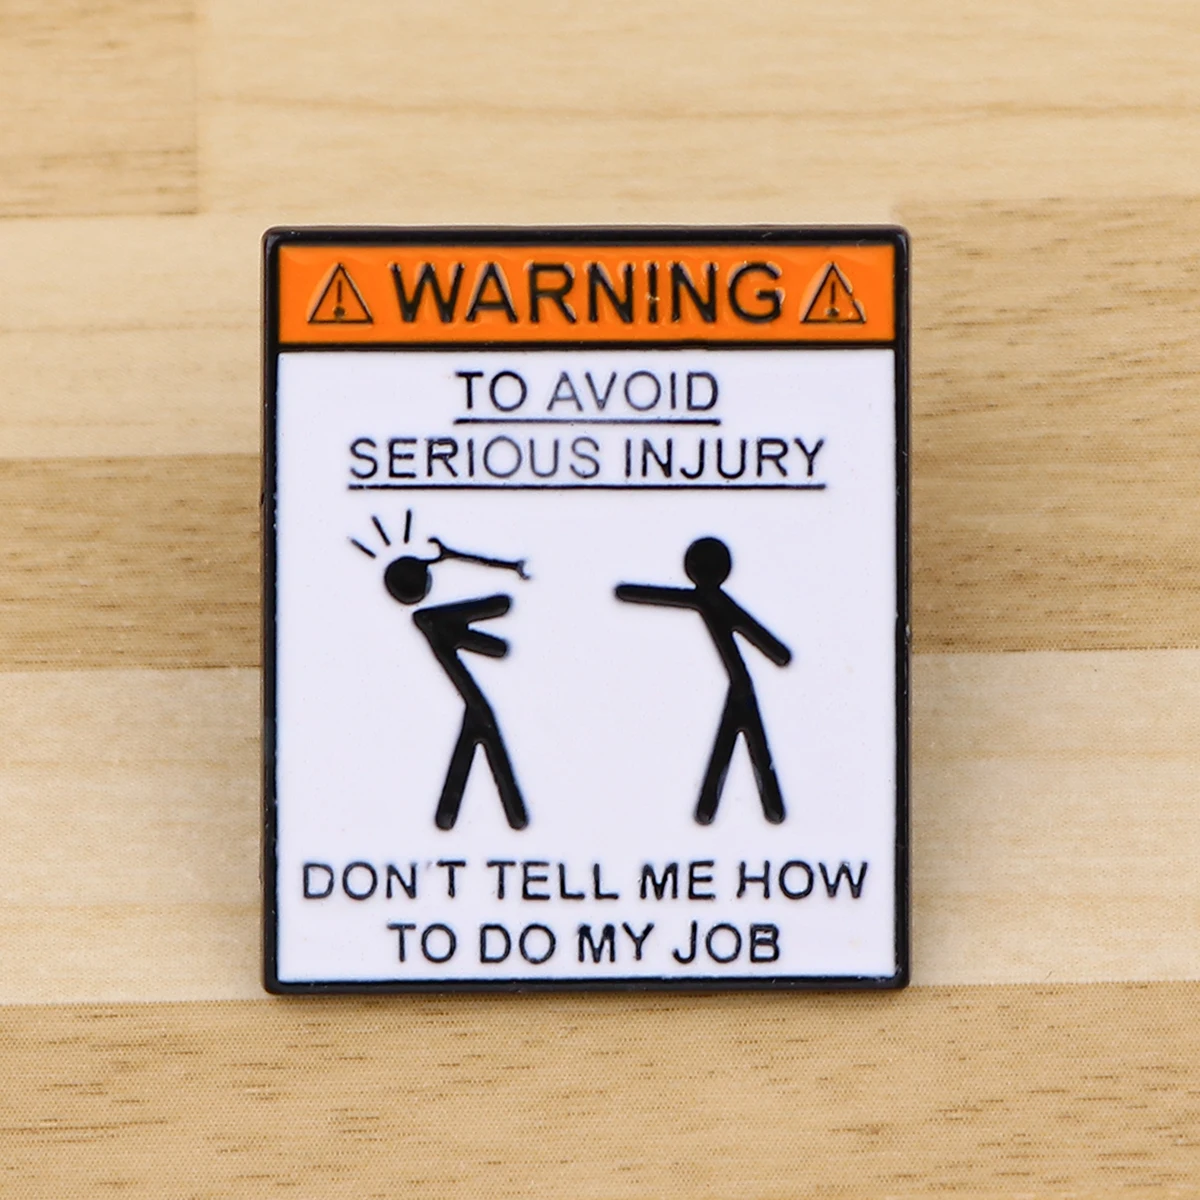 WARNING
TO AVOID
SERIOUS INJURY
DON'T TELL ME HOW
TO DO MY JOB